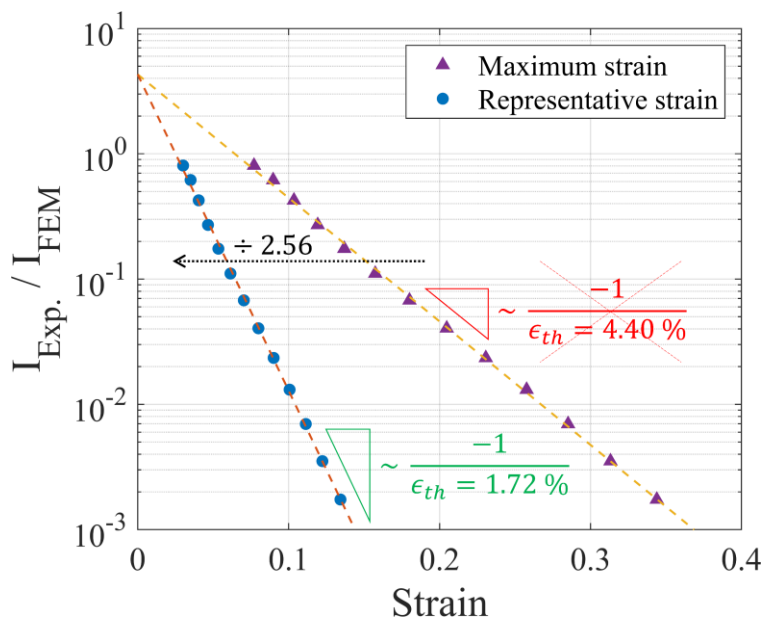 10^1
Maximum strain
Representative strain
10^0
÷ 2.56
10^-1
~ -1
ϵ_th = 4.40 %
10^-2
~ -1
ϵ_th = 1.72 %
10^-3
0 0.1 0.2 0.3 0.4
Strain
I_Exp. / I_FEM